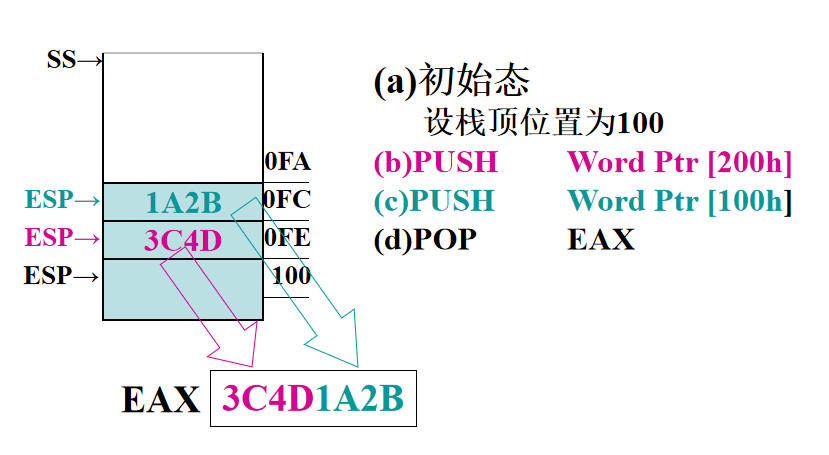 SS→
(a)初始态
设栈顶位置为100
0FA
(b)PUSH Word Ptr [200h]
ESP→ 1A2B 0FC
(c)PUSH Word Ptr [100h]
ESP→ 3C4D 0FE
(d)POP EAX
ESP→ 100
EAX 3C4D1A2B